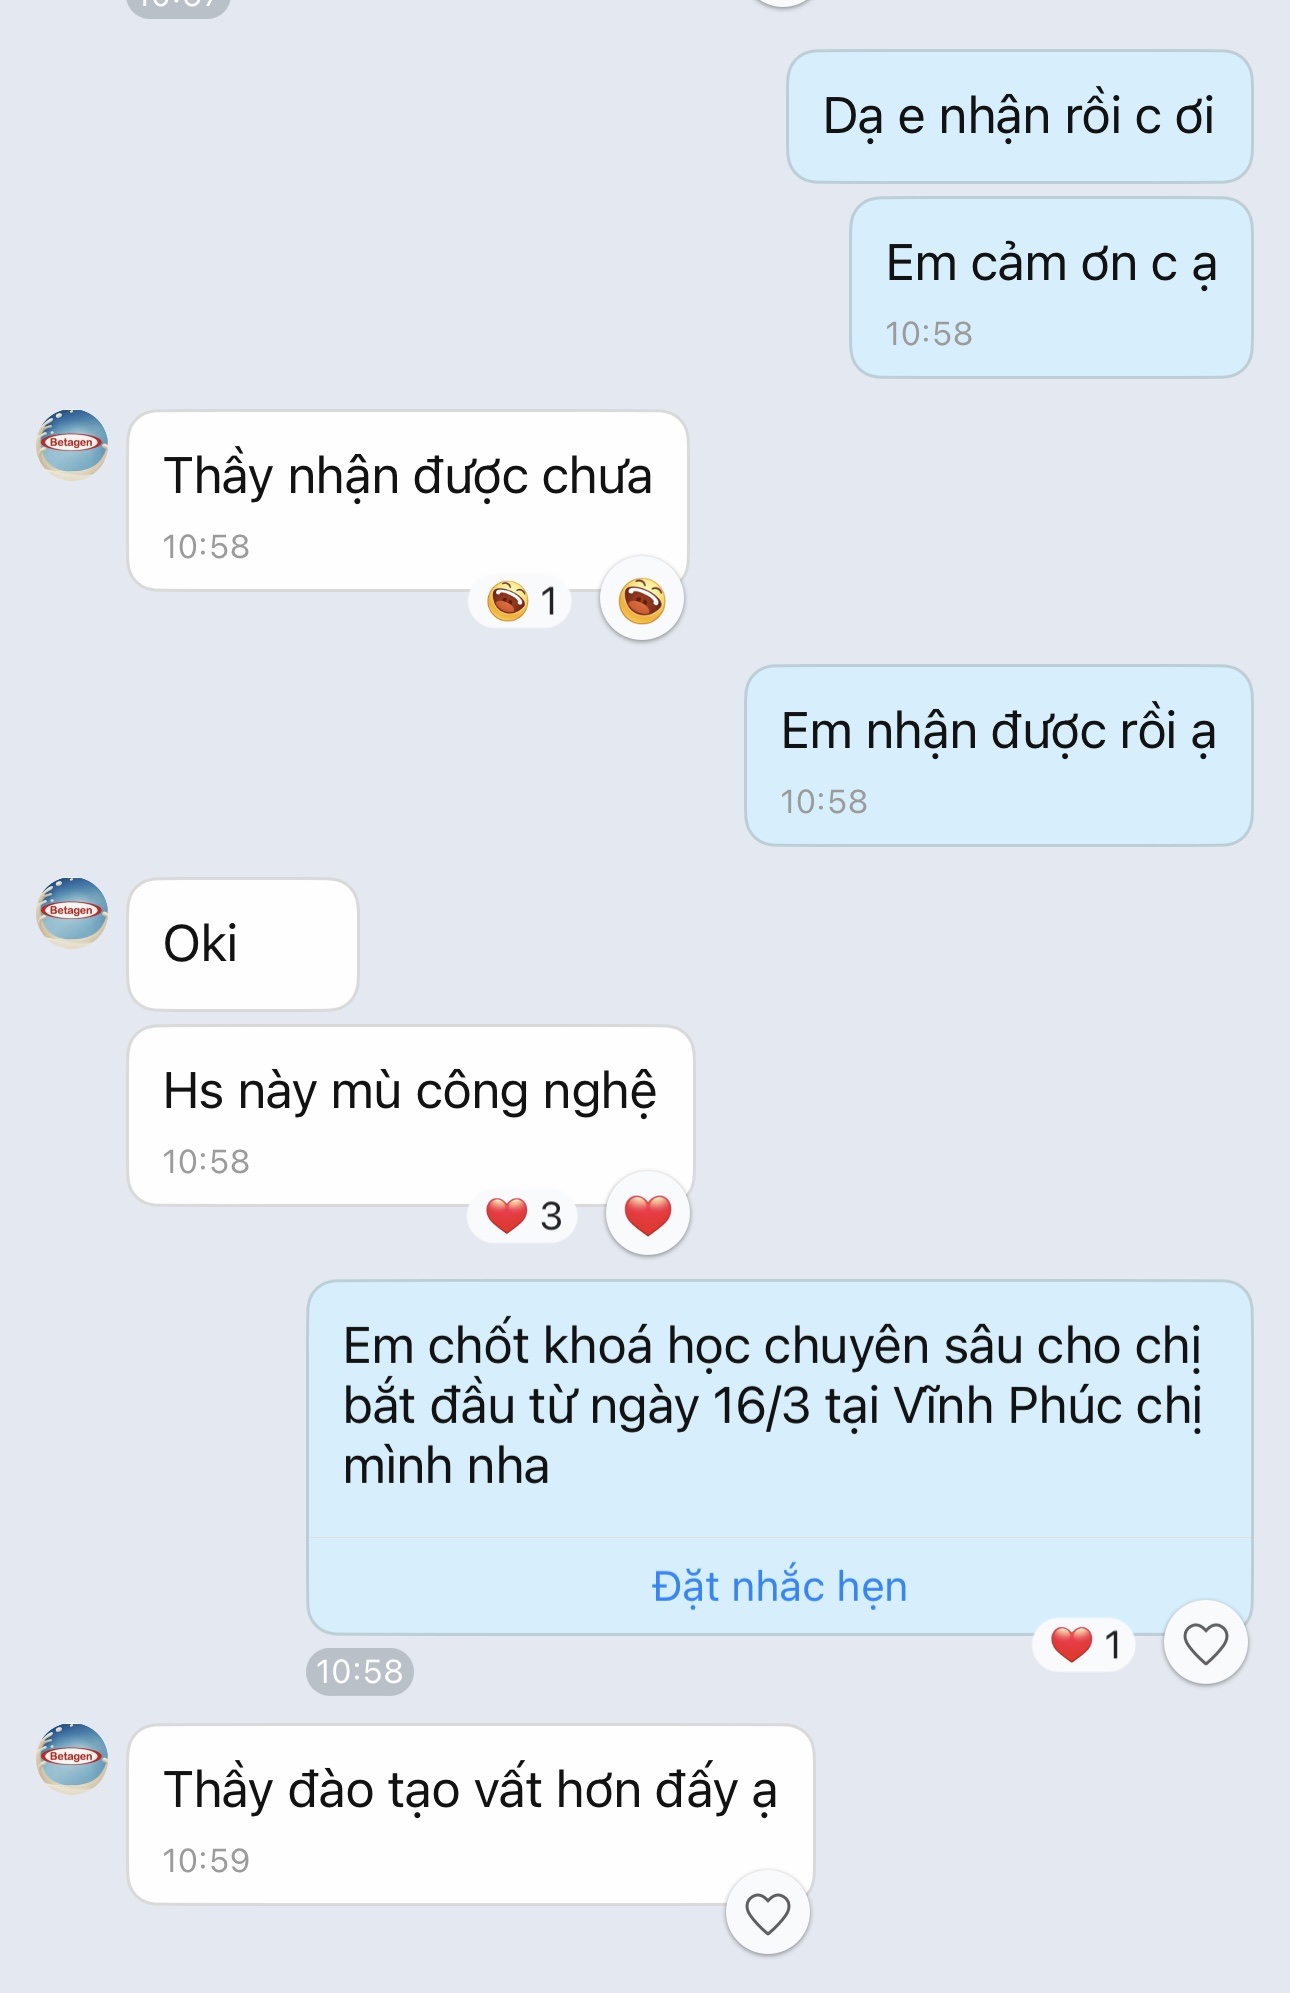 Dạ e nhận rồi c ơi
Em cảm ơn c ạ
10:58
Betagen
Thầy nhận được chưa
10:58
1
Em nhận được rồi ạ
10:58
Betagen
Oki
Hs này mù công nghệ
10:58
3
Em chốt khoá học chuyên sâu cho chị
bắt đầu từ ngày 16/3 tại Vĩnh Phúc chị
mình nha
Đặt nhắc hẹn
1
10:58
Betagen
Thầy đào tạo vất hơn đấy ạ
10:59